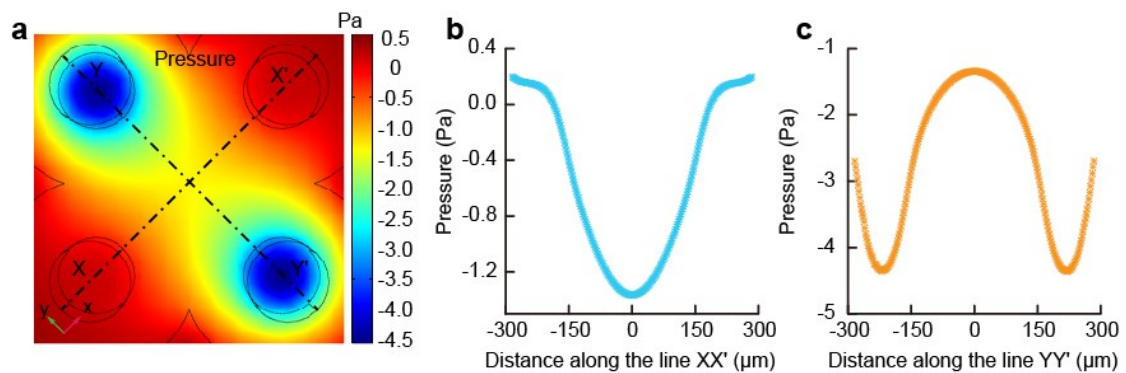 a
Pa
Pressure
Y
X'
X
Y'
y
x
0.5
0
-0.5
-1.0
-1.5
-2.0
-2.5
-3.0
-3.5
-4.0
-4.5
b
Pressure (Pa)
0.4
0.0
-0.4
-0.8
-1.2
-300 -150 0 150 300
Distance along the line XX' (μm)
c
Pressure (Pa)
-1
-2
-3
-4
-5
-300 -150 0 150 300
Distance along the line YY' (μm)